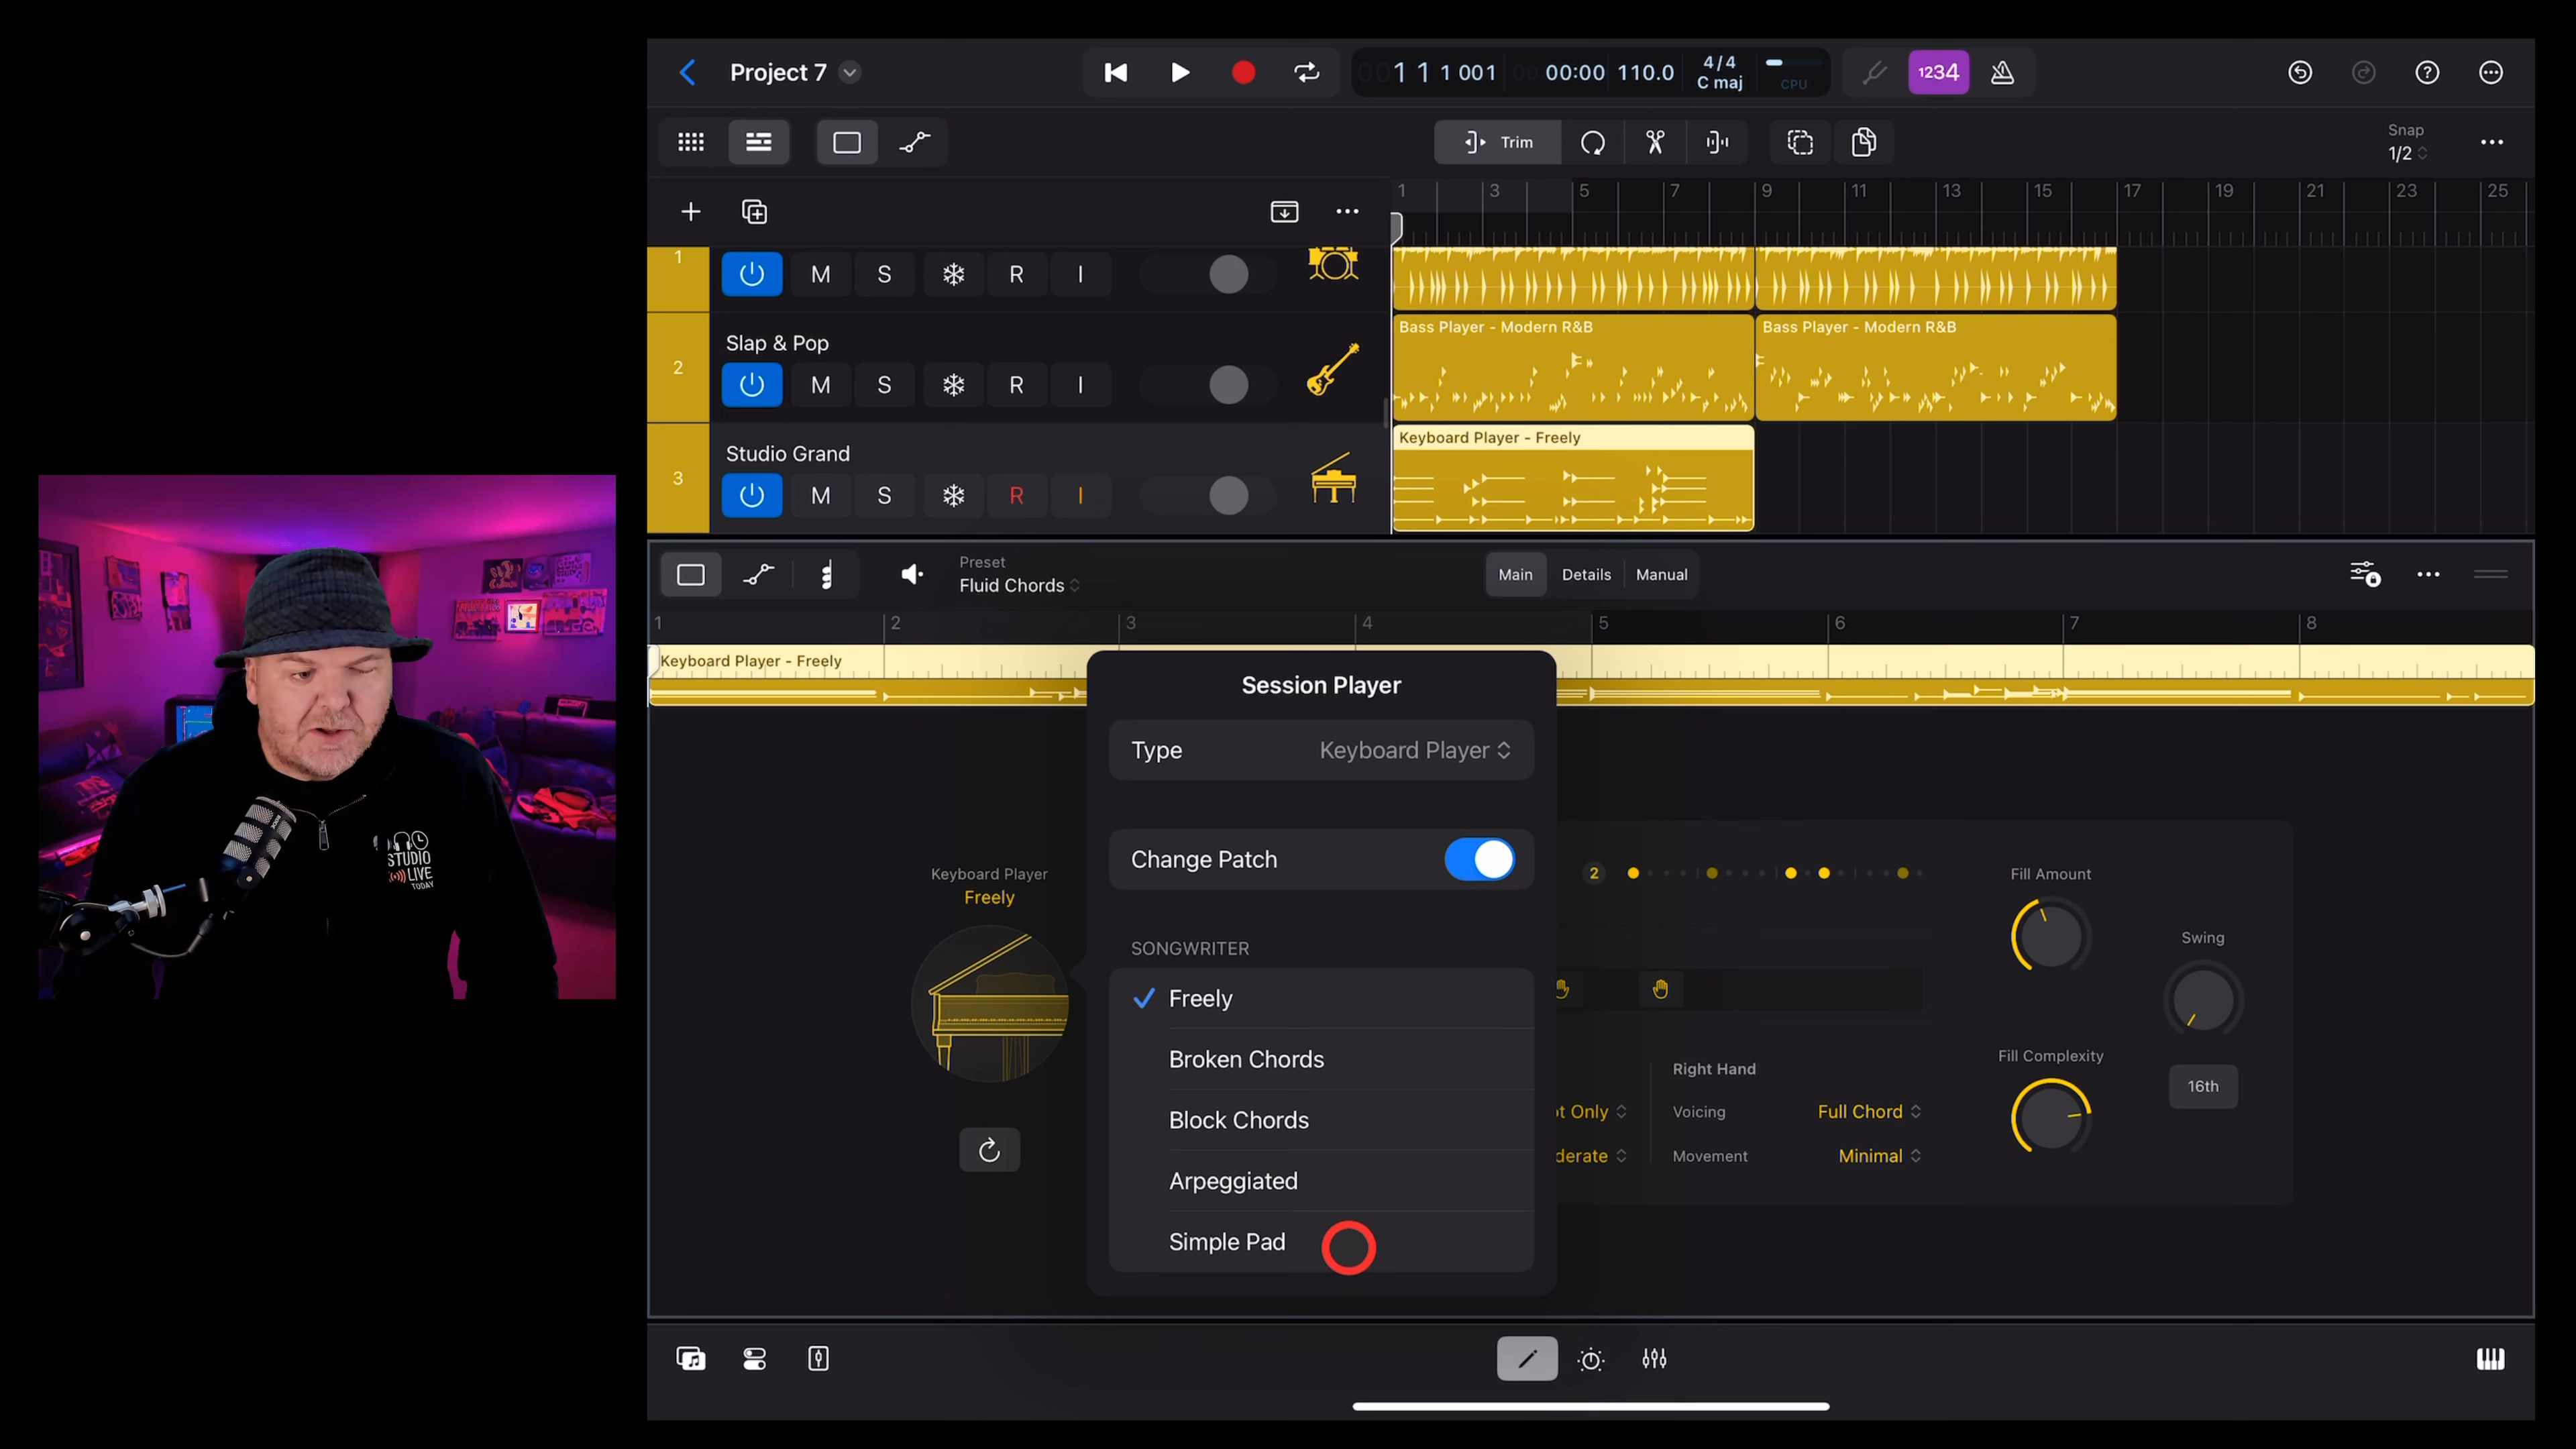 Project 7
001 1 1 001
00 00:00
110.0
4/4
C maj
CPU
1234
Trim
Snap
1/2
1 3 5 7 9 11 13 15 17 19 21 23 25
1
M S R I
Bass Player - Modern R&B
Bass Player - Modern R&B
Slap & Pop
2
M S R I
Keyboard Player - Freely
Studio Grand
3
M S R I
Preset
Fluid Chords
Main Details Manual
1 2 3 4 5 6 7 8
Keyboard Player - Freely
Session Player
Type Keyboard Player
Change Patch
Keyboard Player
Freely
2
Fill Amount
Swing
SONGWRITER
Freely
Broken Chords
Block Chords
Arpeggiated
Simple Pad
Right Hand
Voicing Full Chord
Movement Minimal
Only
Fill Complexity
16th
STUDIO
LIVE
TODAY